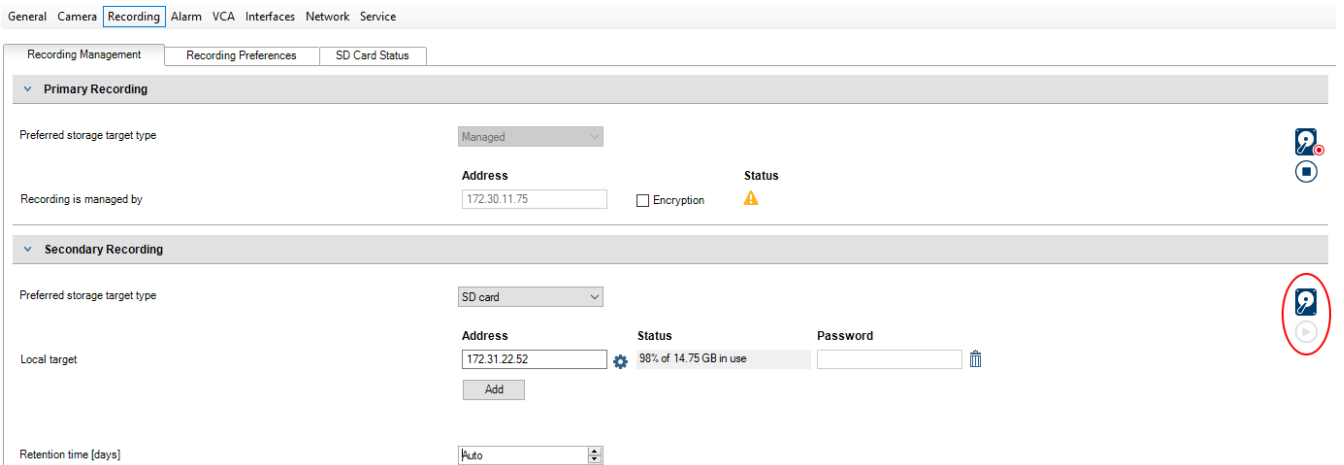 General Camera Recording Alarm VCA Interfaces Network Service
Recording Management Recording Preferences SD Card Status
Primary Recording
Preferred storage target type Managed
Address Status
Recording is managed by 172.30.11.75 Encryption
Secondary Recording
Preferred storage target type SD card
Address Status Password
Local target 172.31.22.52 98% of 14.75 GB in use
Add
Retention time [days] Auto